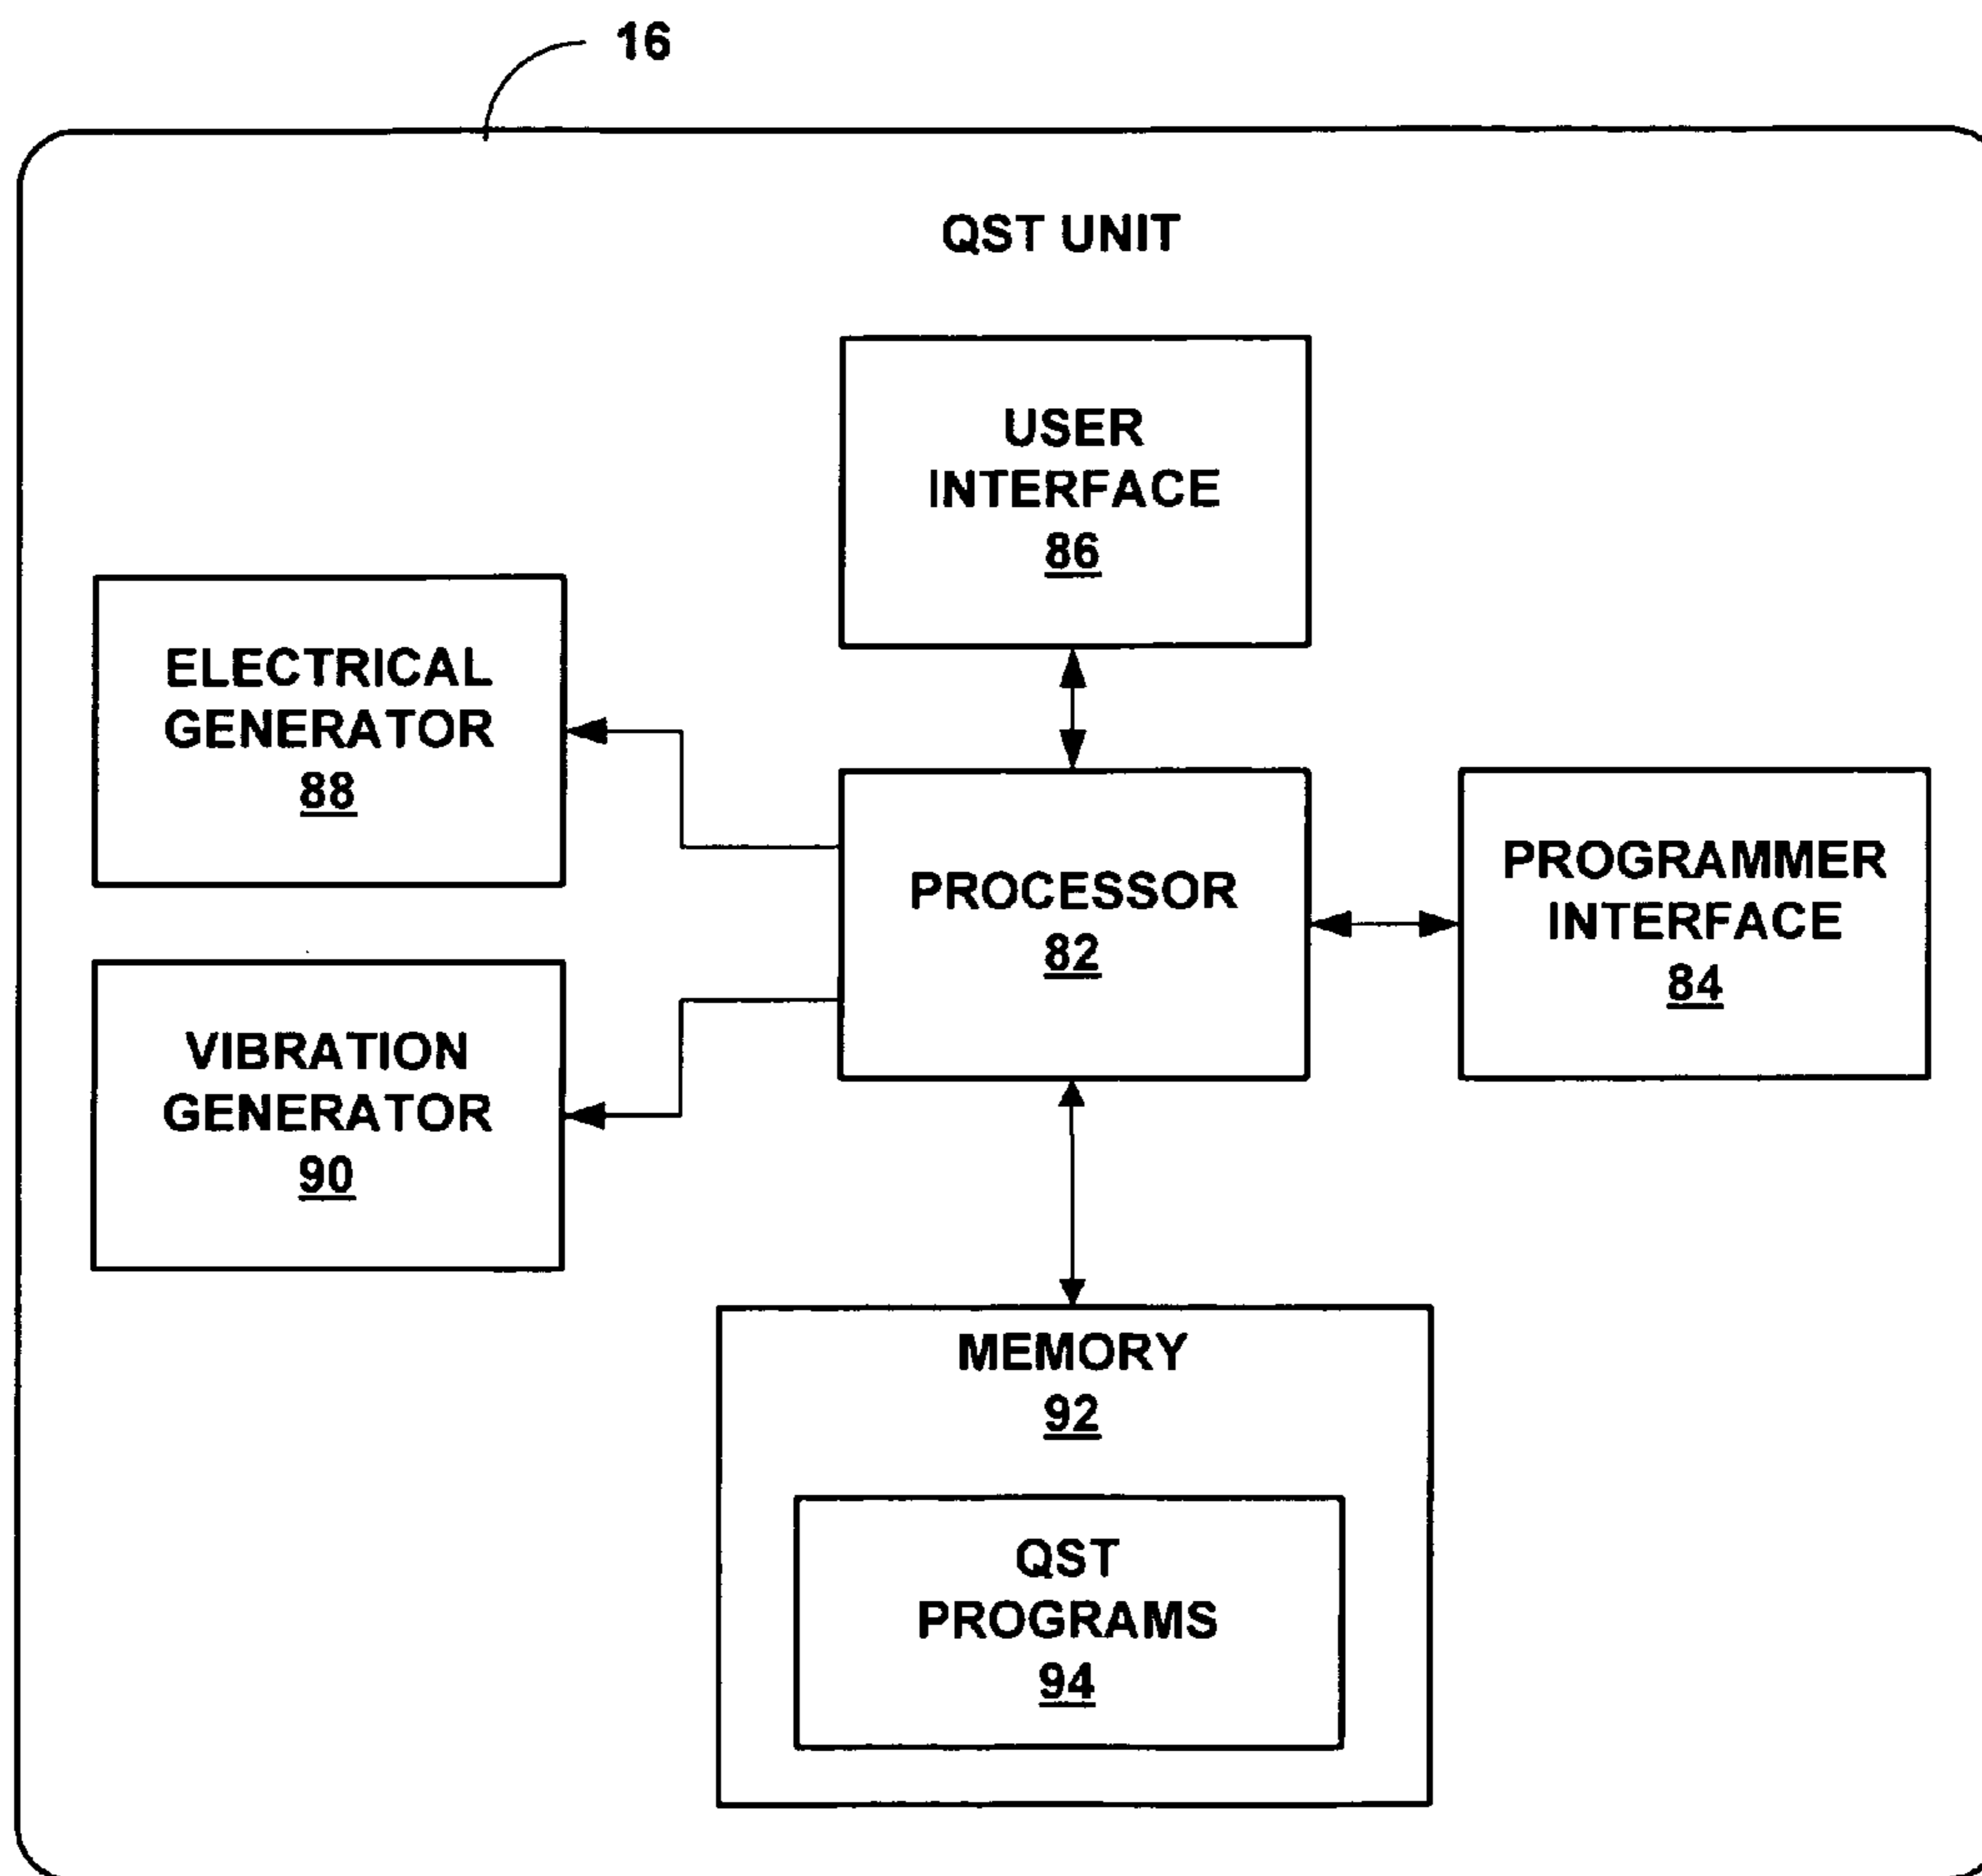 16
QST UNIT
USER
INTERFACE
86
ELECTRICAL
GENERATOR
88
PROCESSOR
82
PROGRAMMER
INTERFACE
84
VIBRATION
GENERATOR
90
MEMORY
92
QST
PROGRAMS
94